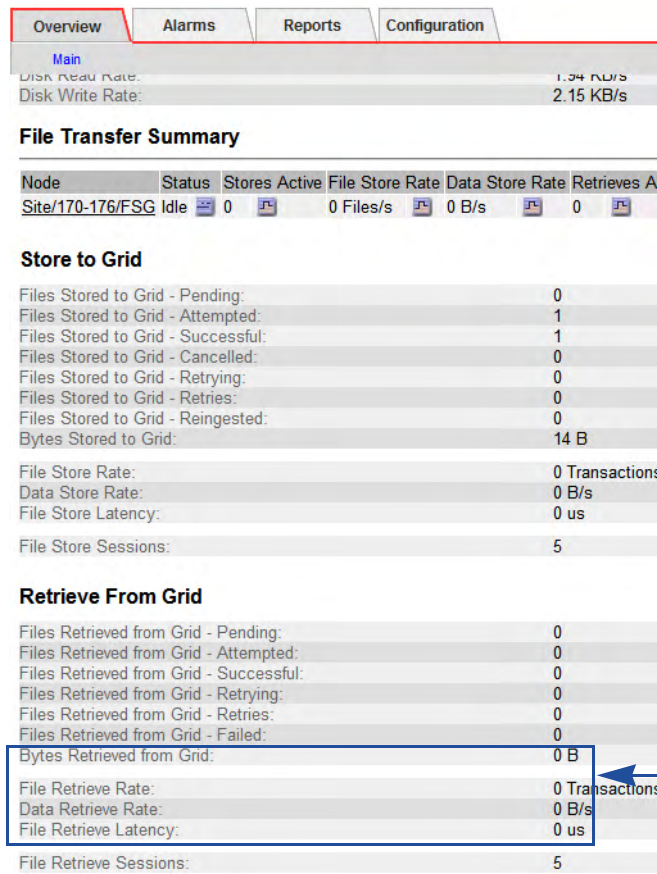 Overview Alarms Reports Configuration
Main
Disk Read Rate: 1.94 KB/s
Disk Write Rate: 2.15 KB/s
File Transfer Summary
Node Status Stores Active File Store Rate Data Store Rate Retrieves A
Site/170-176/FSG Idle 0 0 Files/s 0 B/s 0
Store to Grid
Files Stored to Grid - Pending: 0
Files Stored to Grid - Attempted: 1
Files Stored to Grid - Successful: 1
Files Stored to Grid - Cancelled: 0
Files Stored to Grid - Retrying: 0
Files Stored to Grid - Retries: 0
Files Stored to Grid - Reingested: 0
Bytes Stored to Grid: 14 B
File Store Rate: 0 Transactions
Data Store Rate: 0 B/s
File Store Latency: 0 us
File Store Sessions: 5
Retrieve From Grid
Files Retrieved from Grid - Pending: 0
Files Retrieved from Grid - Attempted: 0
Files Retrieved from Grid - Successful: 0
Files Retrieved from Grid - Retrying: 0
Files Retrieved from Grid - Retries: 0
Files Retrieved from Grid - Failed: 0
Bytes Retrieved from Grid: 0 B
File Retrieve Rate: 0 Transactions
Data Retrieve Rate: 0 B/s
File Retrieve Latency: 0 us
File Retrieve Sessions: 5